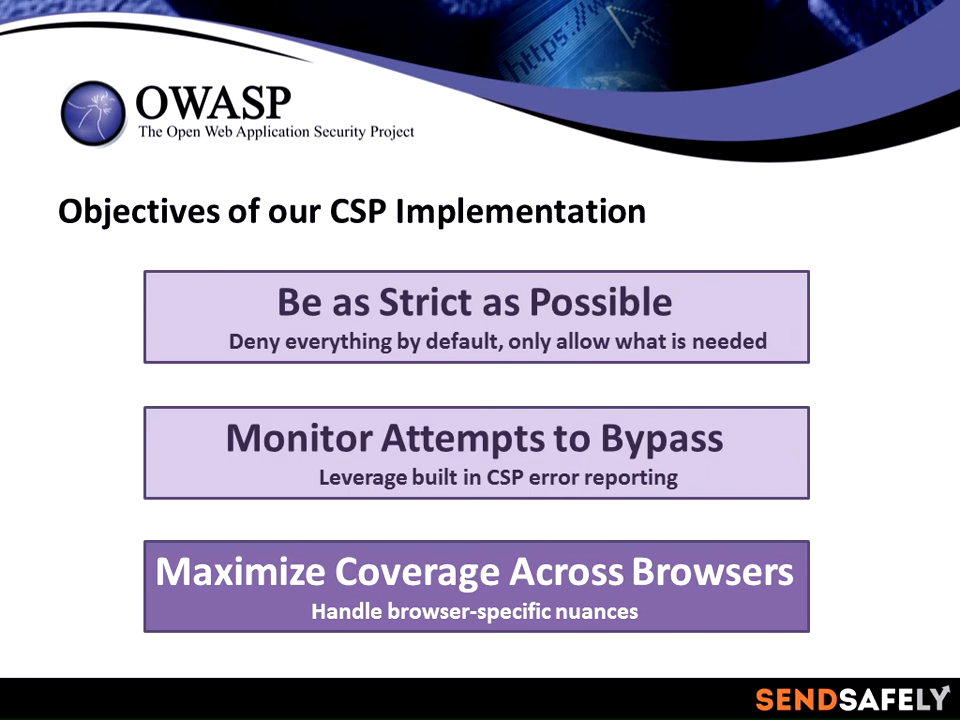 https://w
OWASP
The Open Web Application Security Project
Objectives of our CSP Implementation
Be as Strict as Possible
Deny everything by default, only allow what is needed
Monitor Attempts to Bypass
Leverage built in CSP error reporting
Maximize Coverage Across Browsers
Handle browser-specific nuances
SENDSAFELY